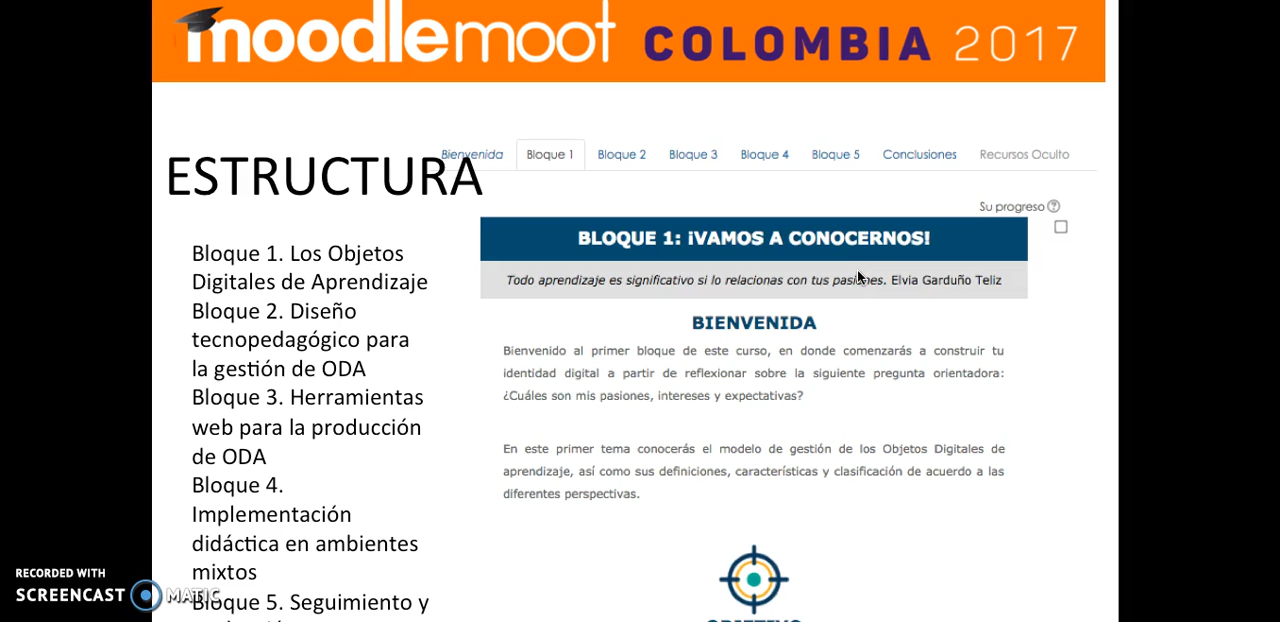 moodlemoot COLOMBIA 2017
Bienvenida Bloque 1 Bloque 2 Bloque 3 Bloque 4 Bloque 5 Conclusiones Recursos Oculto
ESTRUCTURA
Su progreso
Bloque 1. Los Objetos
Digitales de Aprendizaje
Bloque 2. Diseño
tecnopedagógico para
la gestión de ODA
Bloque 3. Herramientas
web para la producción
de ODA
Bloque 4.
Implementación
didáctica en ambientes
mixtos
Bloque 5. Seguimiento y
BLOQUE 1: ¡VAMOS A CONOCERNOS!
Todo aprendizaje es significativo si lo relacionas con tus pasiones. Elvia Garduño Teliz
BIENVENIDA
Bienvenido al primer bloque de este curso, en donde comenzarás a construir tu
identidad digital a partir de reflexionar sobre la siguiente pregunta orientadora:
¿Cuáles son mis pasiones, intereses y expectativas?
En este primer tema conocerás el modelo de gestión de los Objetos Digitales de
aprendizaje, así como sus definiciones, características y clasificación de acuerdo a las
diferentes perspectivas.
OBJETIVO
RECORDED WITH
SCREENCAST MATIC